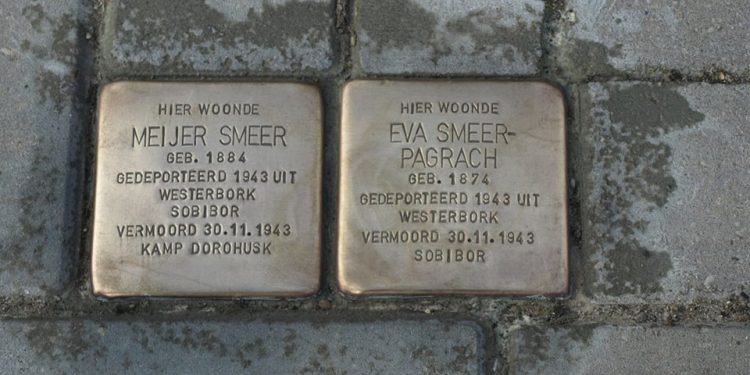 HIER WOONDE
MEIJER SMEER
GEB. 1884
GEDEPORTEERD 1943 UIT
WESTERBORK
SOBIBOR
VERMOORD 30.11.1943
KAMP DOROHUSK
HIER WOONDE
EVA SMEER-
PAGRACH
GEB. 1874
GEDEPORTEERD 1943 UIT
WESTERBORK
VERMOORD 30.11.1943
SOBIBOR